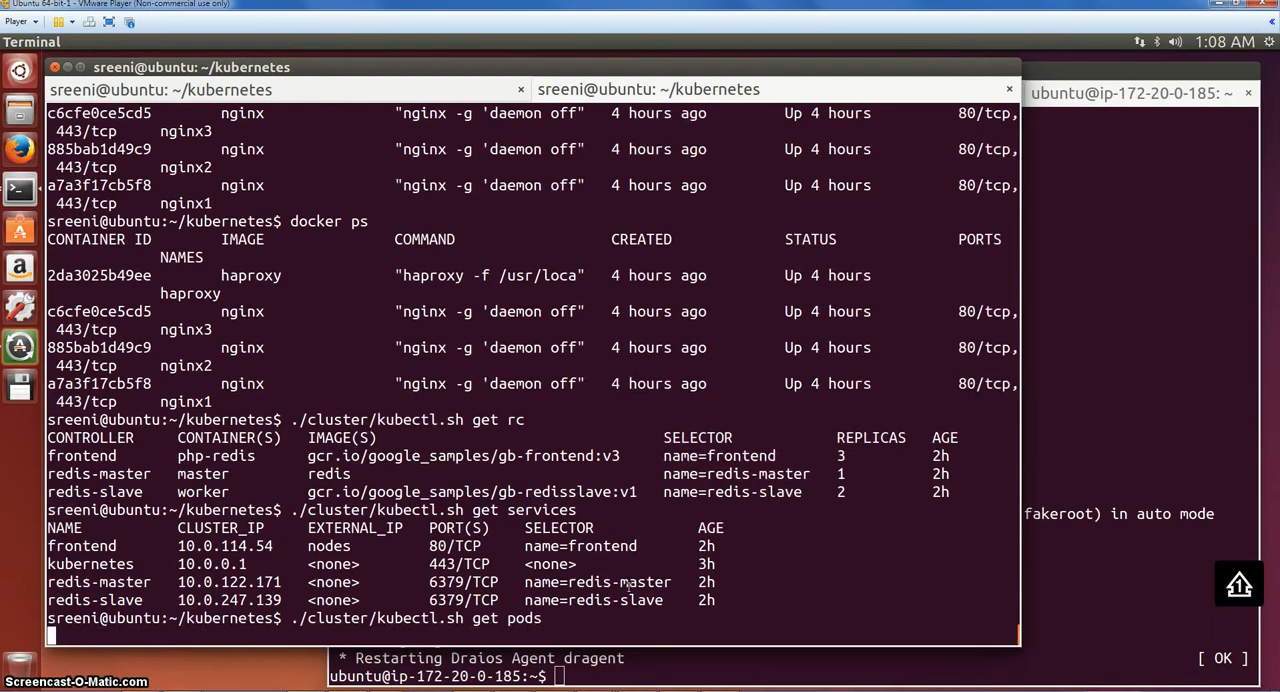 Ubuntu 64-bit-1 - VMware Player (Non-commercial use only)
Player
Terminal
1:08 AM
sreeni@ubuntu: ~/kubernetes
sreeni@ubuntu: ~/kubernetes × sreeni@ubuntu: ~/kubernetes ×
ubuntu@ip-172-20-0-185: ~ ×
c6cfe0ce5cd5 nginx "nginx -g 'daemon off" 4 hours ago Up 4 hours 80/tcp,
443/tcp nginx3
885bab1d49c9 nginx "nginx -g 'daemon off" 4 hours ago Up 4 hours 80/tcp,
443/tcp nginx2
a7a3f17cb5f8 nginx "nginx -g 'daemon off" 4 hours ago Up 4 hours 80/tcp,
443/tcp nginx1
sreeni@ubuntu:~/kubernetes$ docker ps
CONTAINER ID IMAGE COMMAND CREATED STATUS PORTS
NAMES
2da3025b49ee haproxy "haproxy -f /usr/loca" 4 hours ago Up 4 hours
haproxy
c6cfe0ce5cd5 nginx "nginx -g 'daemon off" 4 hours ago Up 4 hours 80/tcp,
443/tcp nginx3
885bab1d49c9 nginx "nginx -g 'daemon off" 4 hours ago Up 4 hours 80/tcp,
443/tcp nginx2
a7a3f17cb5f8 nginx "nginx -g 'daemon off" 4 hours ago Up 4 hours 80/tcp,
443/tcp nginx1
sreeni@ubuntu:~/kubernetes$ ./cluster/kubectl.sh get rc
CONTROLLER CONTAINER(S) IMAGE(S) SELECTOR REPLICAS AGE
frontend php-redis gcr.io/google_samples/gb-frontend:v3 name=frontend 3 2h
redis-master master redis name=redis-master 1 2h
redis-slave worker gcr.io/google_samples/gb-redisslave:v1 name=redis-slave 2 2h
sreeni@ubuntu:~/kubernetes$ ./cluster/kubectl.sh get services
NAME CLUSTER_IP EXTERNAL_IP PORT(S) SELECTOR AGE
frontend 10.0.114.54 nodes 80/TCP name=frontend 2h
kubernetes 10.0.0.1 <none> 443/TCP <none> 3h
redis-master 10.0.122.171 <none> 6379/TCP name=redis-master 2h
redis-slave 10.0.247.139 <none> 6379/TCP name=redis-slave 2h
sreeni@ubuntu:~/kubernetes$ ./cluster/kubectl.sh get pods
fakeroot) in auto mode
* Restarting Draios Agent dragent [ OK ]
ubuntu@ip-172-20-0-185:~$
Screencast-O-Matic.com